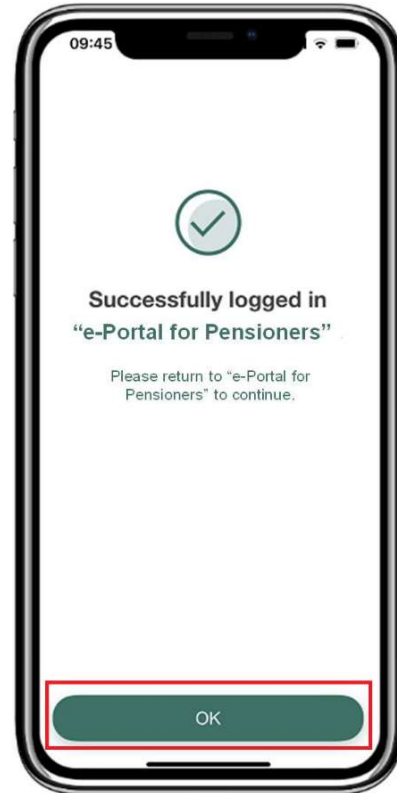 09:45
Successfully logged in
“e-Portal for Pensioners”
Please return to “e-Portal for
Pensioners” to continue.
OK